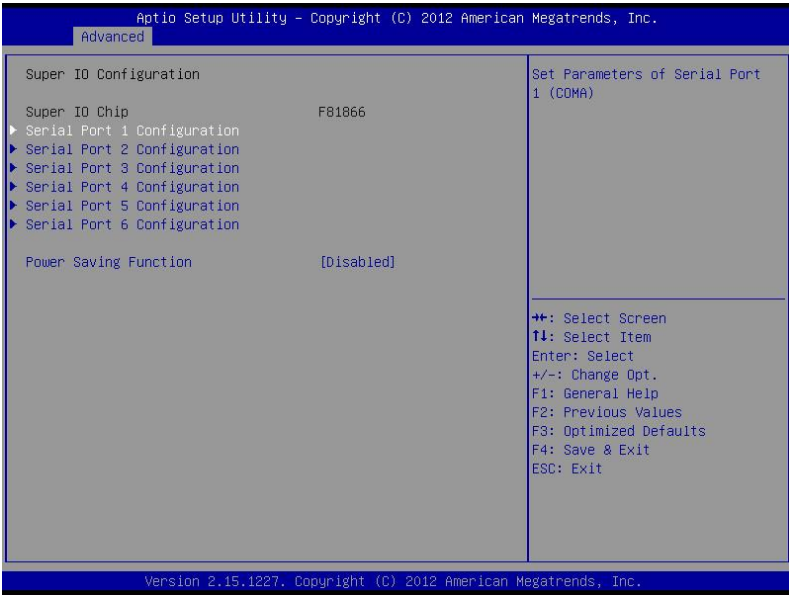 Aptio Setup Utility – Copyright (C) 2012 American Megatrends, Inc.
Advanced
Super IO Configuration
Super IO Chip F81866
Serial Port 1 Configuration
Serial Port 2 Configuration
Serial Port 3 Configuration
Serial Port 4 Configuration
Serial Port 5 Configuration
Serial Port 6 Configuration
Power Saving Function [Disabled]
Set Parameters of Serial Port
1 (COMA)
→←: Select Screen
↑↓: Select Item
Enter: Select
+/-: Change Opt.
F1: General Help
F2: Previous Values
F3: Optimized Defaults
F4: Save & Exit
ESC: Exit
Version 2.15.1227. Copyright (C) 2012 American Megatrends, Inc.